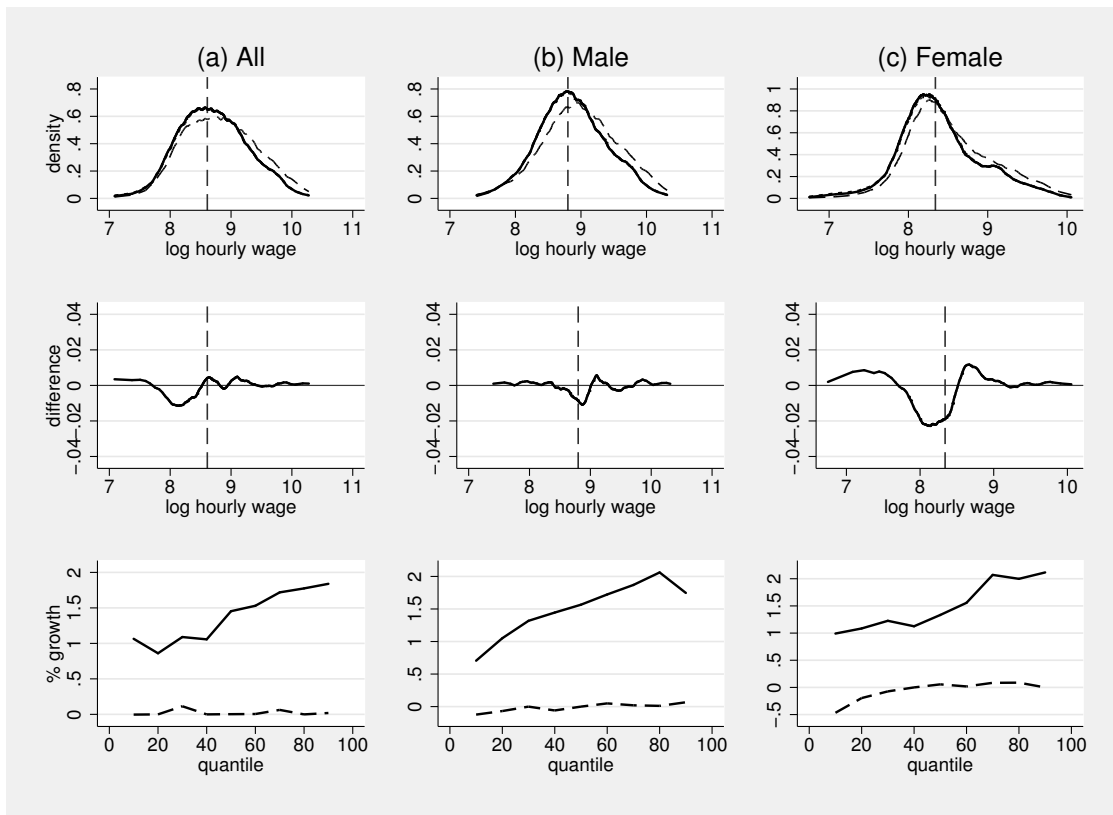 (a) All
(b) Male
(c) Female
density
0 .2 .4 .6 .8
7 8 9 10 11
log hourly wage
0 .2 .4 .6 .8
7 8 9 10 11
log hourly wage
0 .2 .4 .6 .8 1
7 8 9 10
log hourly wage
difference
-.04 -.02 0 .02 .04
7 8 9 10 11
log hourly wage
-.04 -.02 0 .02 .04
7 8 9 10 11
log hourly wage
-.04 -.02 0 .02 .04
7 8 9 10
log hourly wage
% growth
0 .5 1 1.5 2
0 20 40 60 80 100
quantile
0 .5 1 1.5 2
0 20 40 60 80 100
quantile
-.5 0 .5 1 1.5 2
0 20 40 60 80 100
quantile